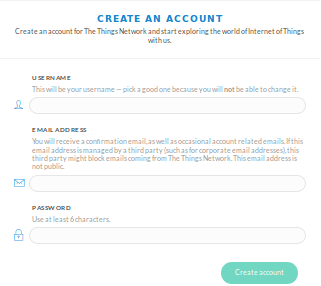 CREATE AN ACCOUNT
Create an account for The Things Network and start exploring the world of Internet of Things
with us.
USERNAME
This will be your username — pick a good one because you will not be able to change it.
EMAIL ADDRESS
You will receive a confirmation email, as well as occasional account related emails. If this
email address is managed by a third party (such as for corporate email addresses), this
third party might block emails coming from The Things Network. This email address is
not public.
PASSWORD
Use at least 6 characters.
Create account